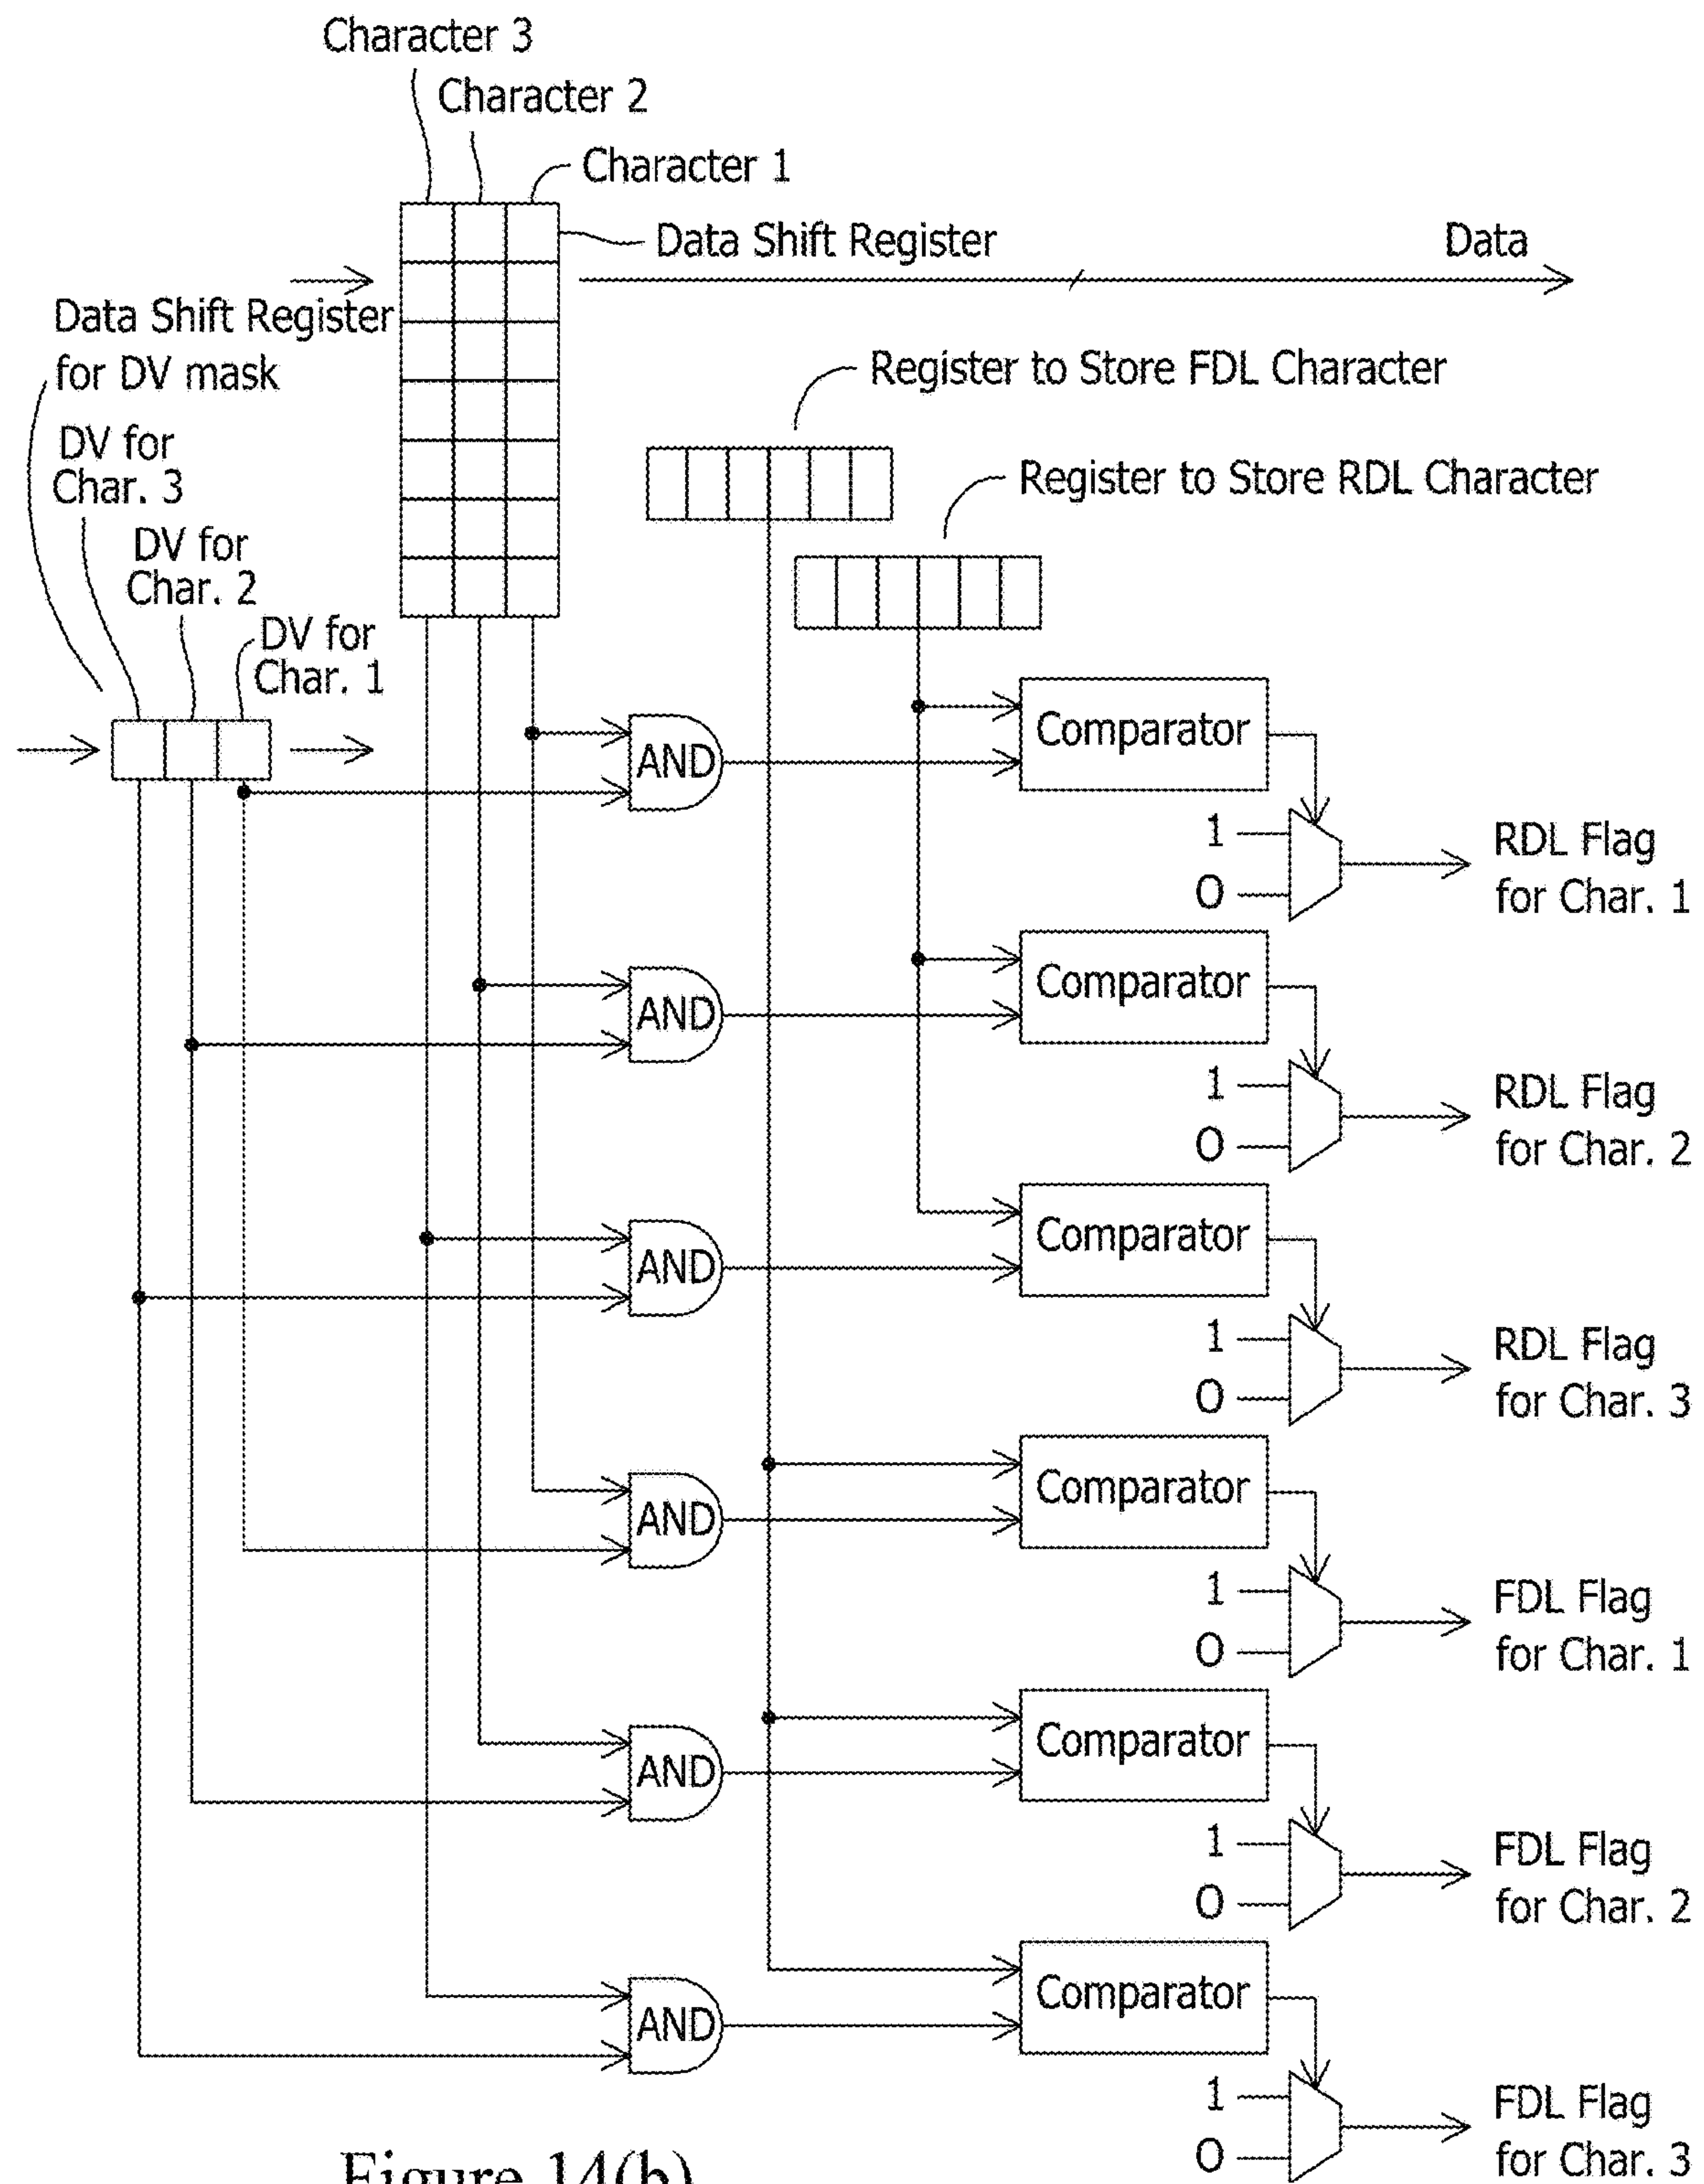 Character 3
Character 2
Character 1
Data Shift Register
Data
Data Shift Register
for DV mask
Register to Store FDL Character
DV for
Char. 3
Register to Store RDL Character
DV for
Char. 2
DV for
Char. 1
AND
Comparator
1
0
RDL Flag
for Char. 1
AND
Comparator
1
0
RDL Flag
for Char. 2
AND
Comparator
1
0
RDL Flag
for Char. 3
AND
Comparator
1
0
FDL Flag
for Char. 1
AND
Comparator
1
0
FDL Flag
for Char. 2
AND
Comparator
1
0
FDL Flag
for Char. 3
Figure 14(b)